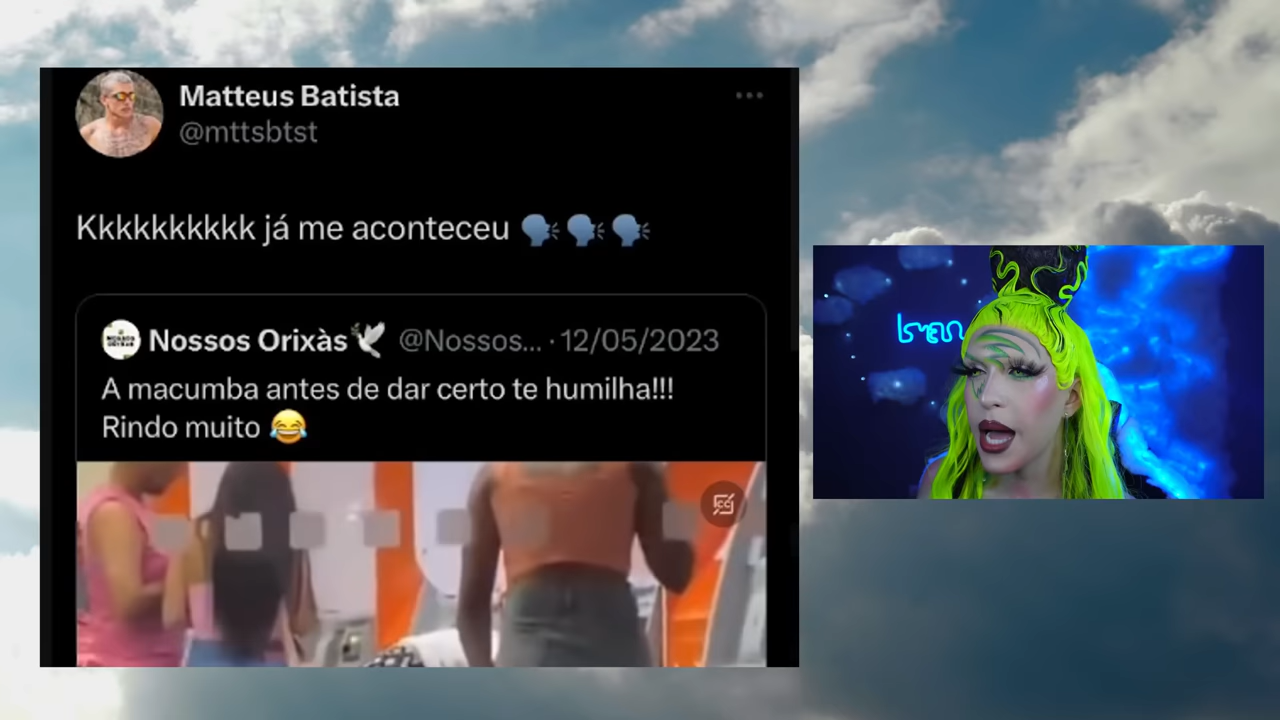 Matteus Batista
@mttsbtst
Kkkkkkkkkk já me aconteceu 🗣️🗣️🗣️
Nossos Orixàs🕊️ @Nossos... · 12/05/2023
A macumba antes de dar certo te humilha!!!
Rindo muito 😂